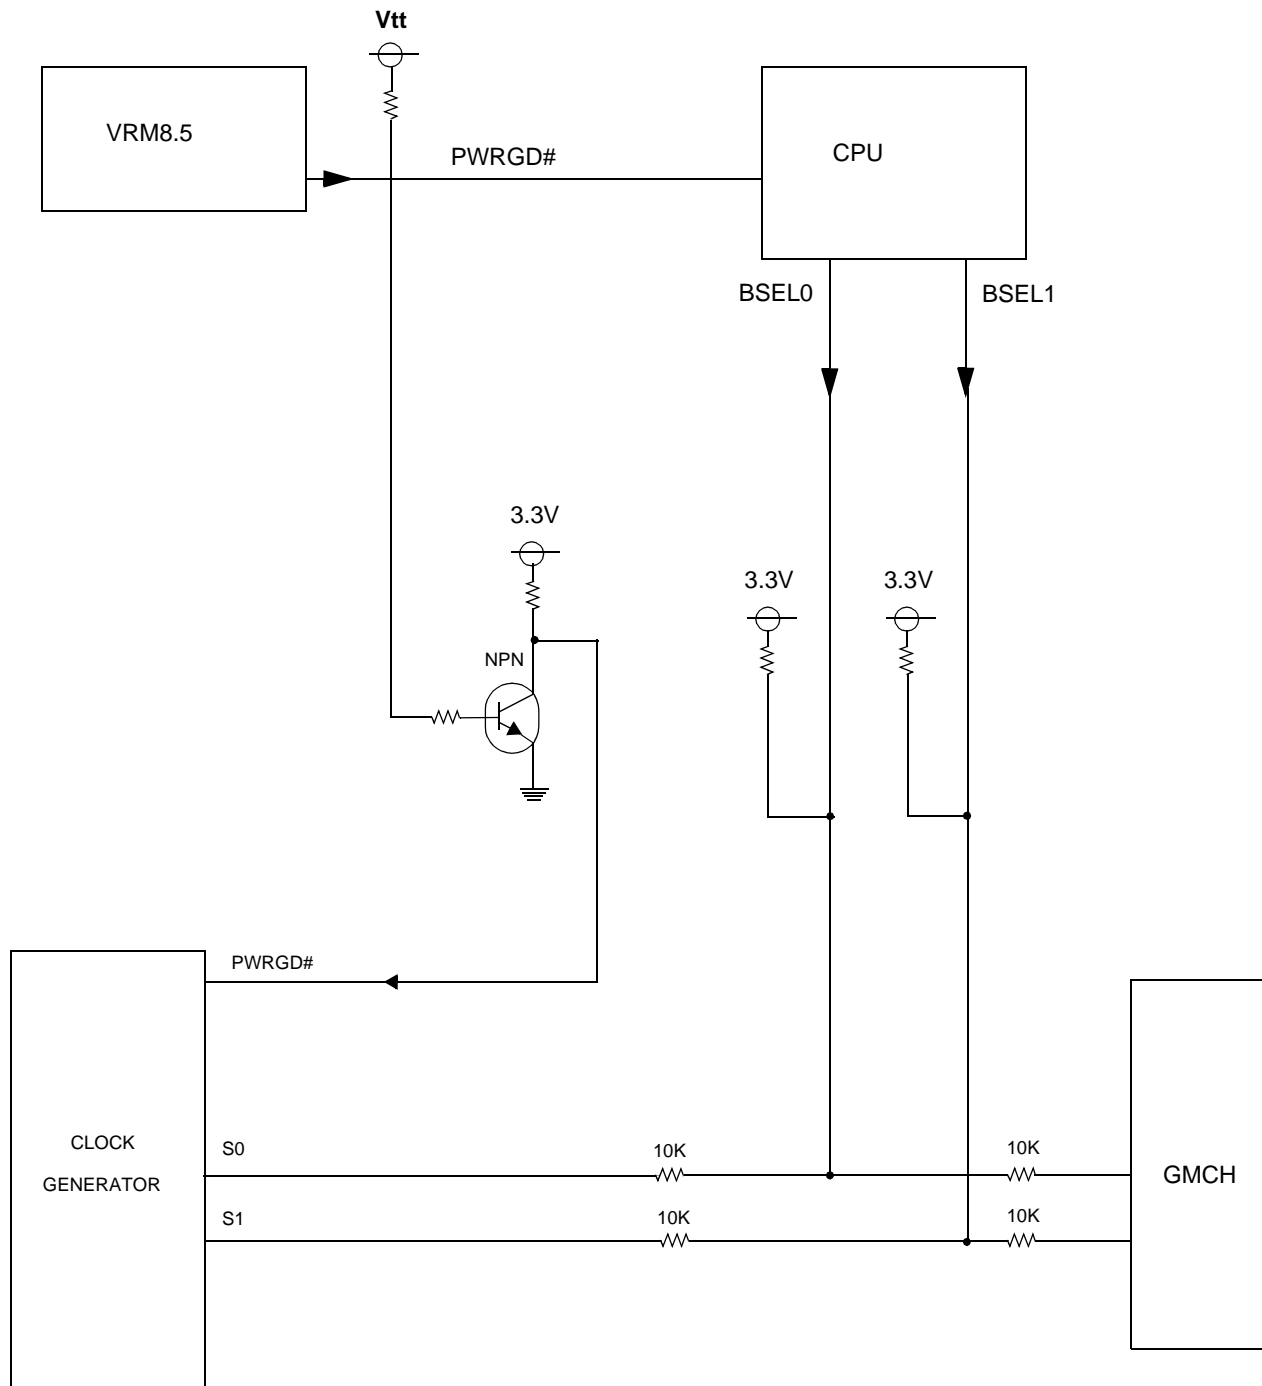 Vtt
VRM8.5
PWRGD#
CPU
BSEL0
BSEL1
3.3V
3.3V
3.3V
NPN
PWRGD#
CLOCK
GENERATOR
S0
10K
10K
GMCH
S1
10K
10K